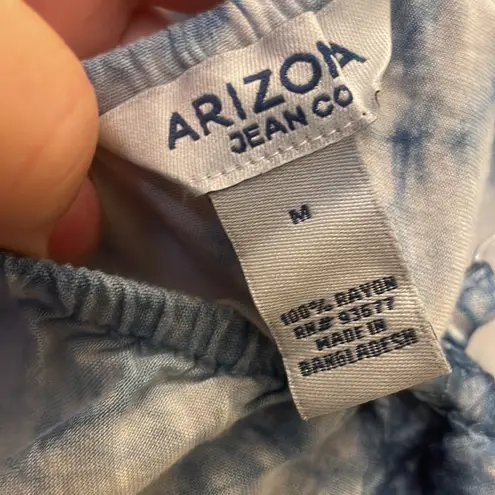 ARIZONA
JEAN CO
M
100% RAYON
RN# 93677
MADE IN
BANGLADESH